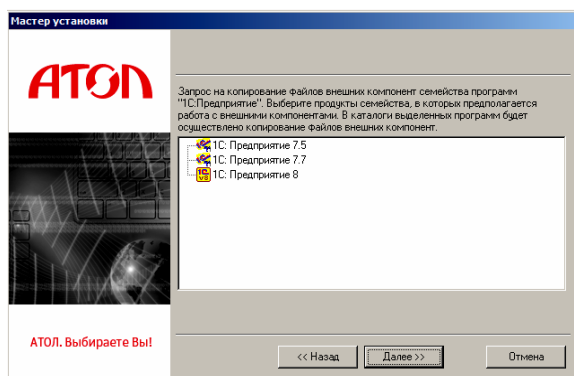 Мастер установки
АТОЛ
Запрос на копирование файлов внешних компонент семейства программ
"1С:Предприятие". Выберите продукты семейства, в которых предполагается
работа с внешними компонентами. В каталоги выделенных программ будет
осуществлено копирование файлов внешних компонент.
1С: Предприятие 7.5
1С: Предприятие 7.7
1С: Предприятие 8
АТОЛ. Выбираете Вы!
<< Назад
Далее >>
Отмена